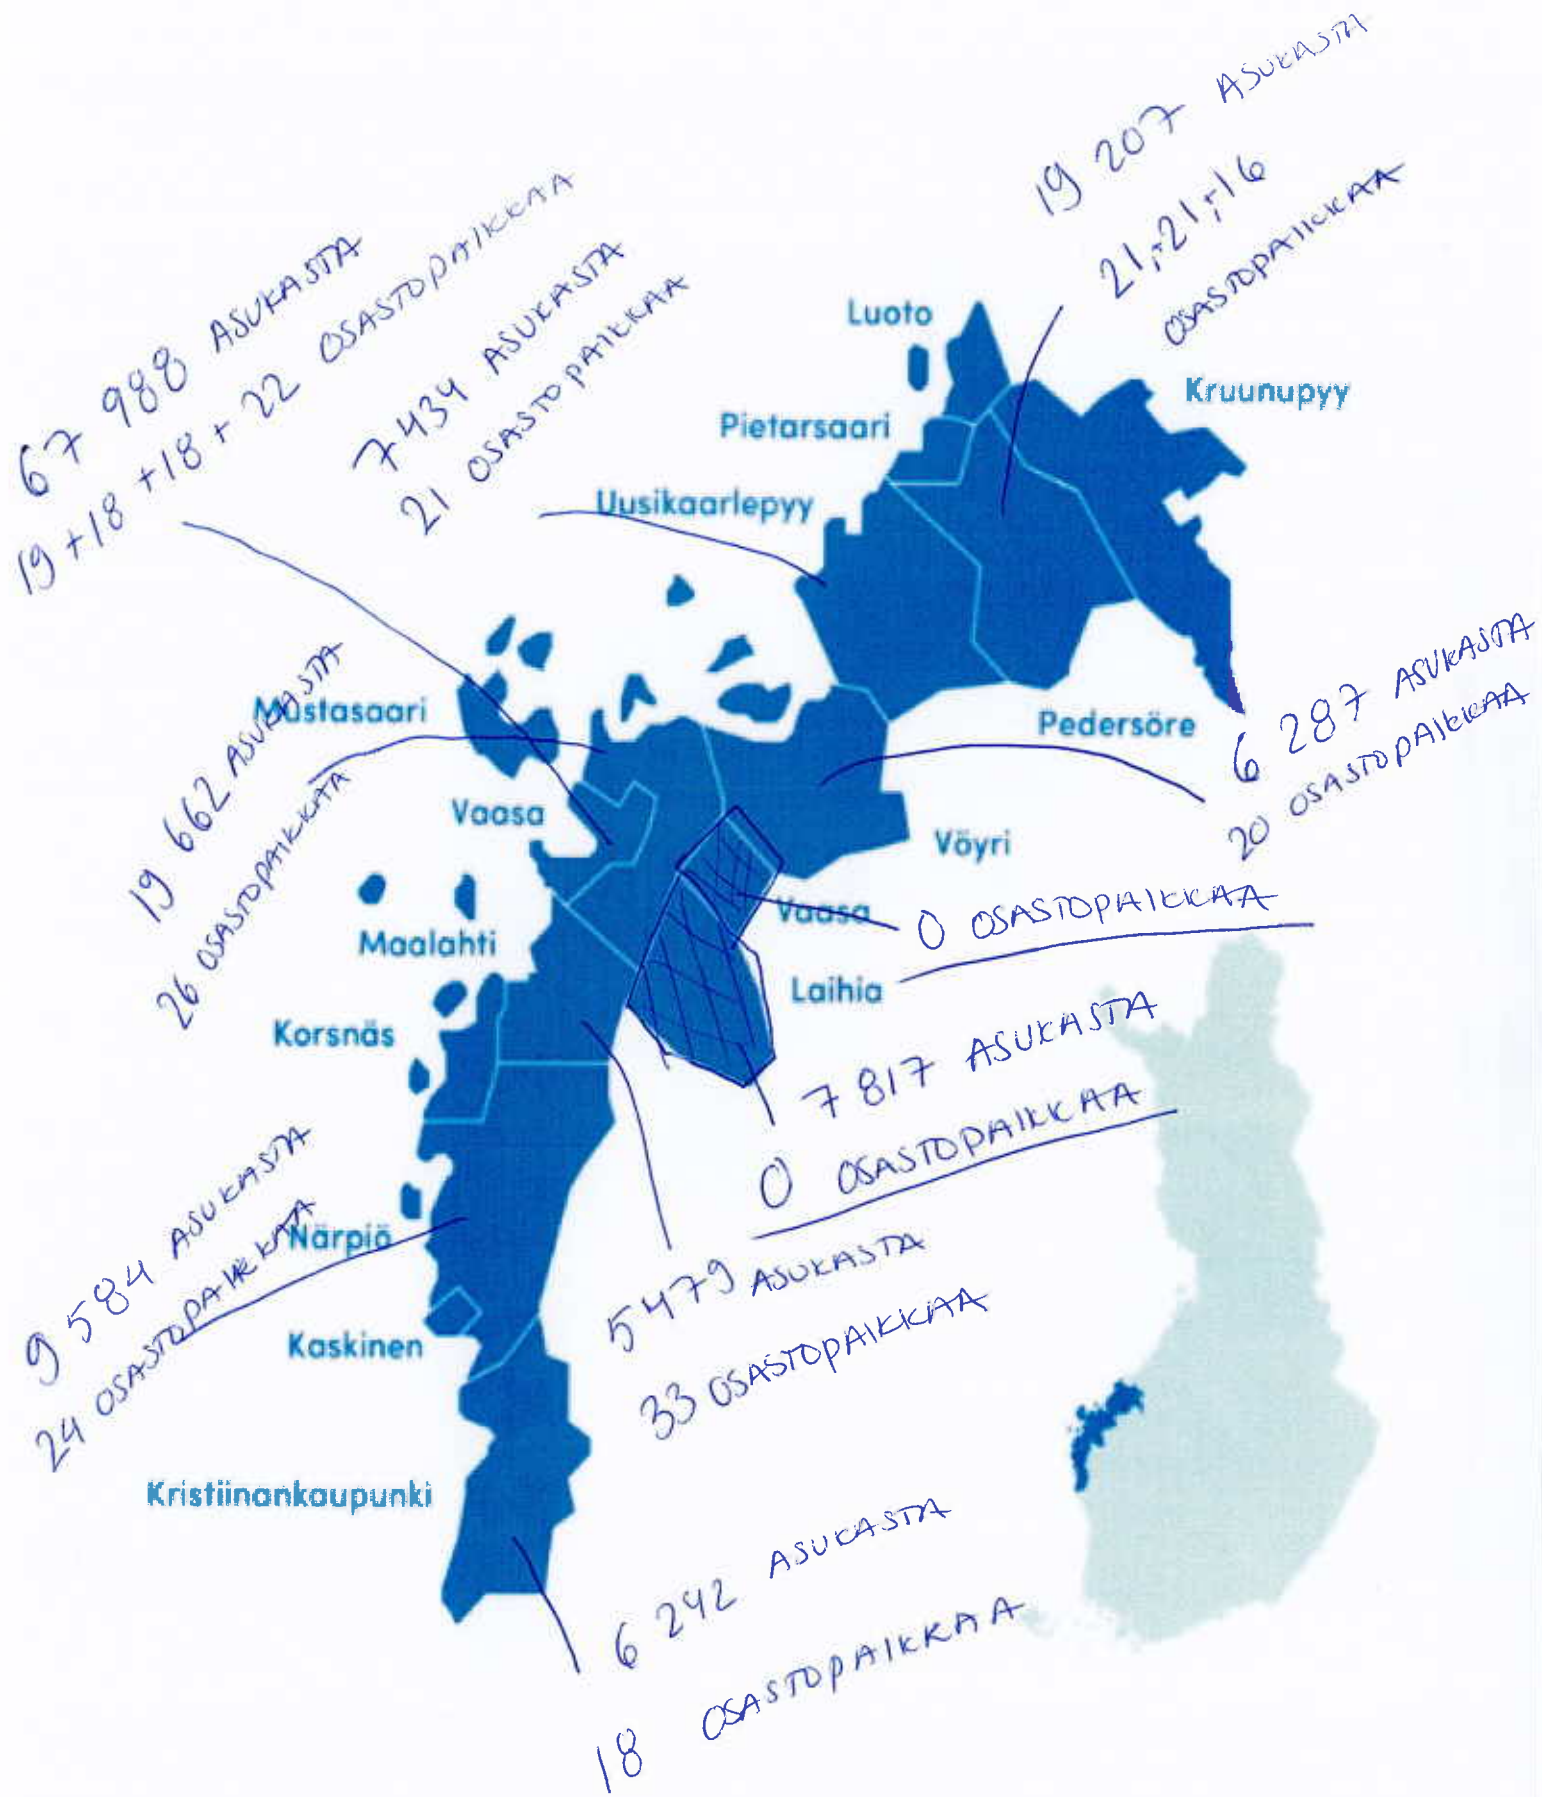 19 207 ASUKASTA
21,+21,+16
OSASTOPAIKKAA
67 988 ASUKASTA
19 +18 +18 + 22 OSASTOPAIKKAA
7434 ASUKASTA
21 OSASTOPAIKKAA
Luoto
Kruunupyy
Pietarsaari
Uusikaarlepyy
Mustasaari
19 662 ASUKASTA
26 OSASTOPAIKKAA
Pedersöre
6 287 ASUKASTA
20 OSASTOPAIKKAA
Vaasa
Vöyri
Vaasa
0 OSASTOPAIKKAA
Maalahti
Laihia
7 817 ASUKASTA
0 OSASTOPAIKKAA
Korsnäs
9 584 ASUKASTA
24 OSASTOPAIKKAA
Närpiö
5479 ASUKASTA
33 OSASTOPAIKKAA
Kaskinen
Kristiinankaupunki
6 242 ASUKASTA
18 OSASTOPAIKKAA